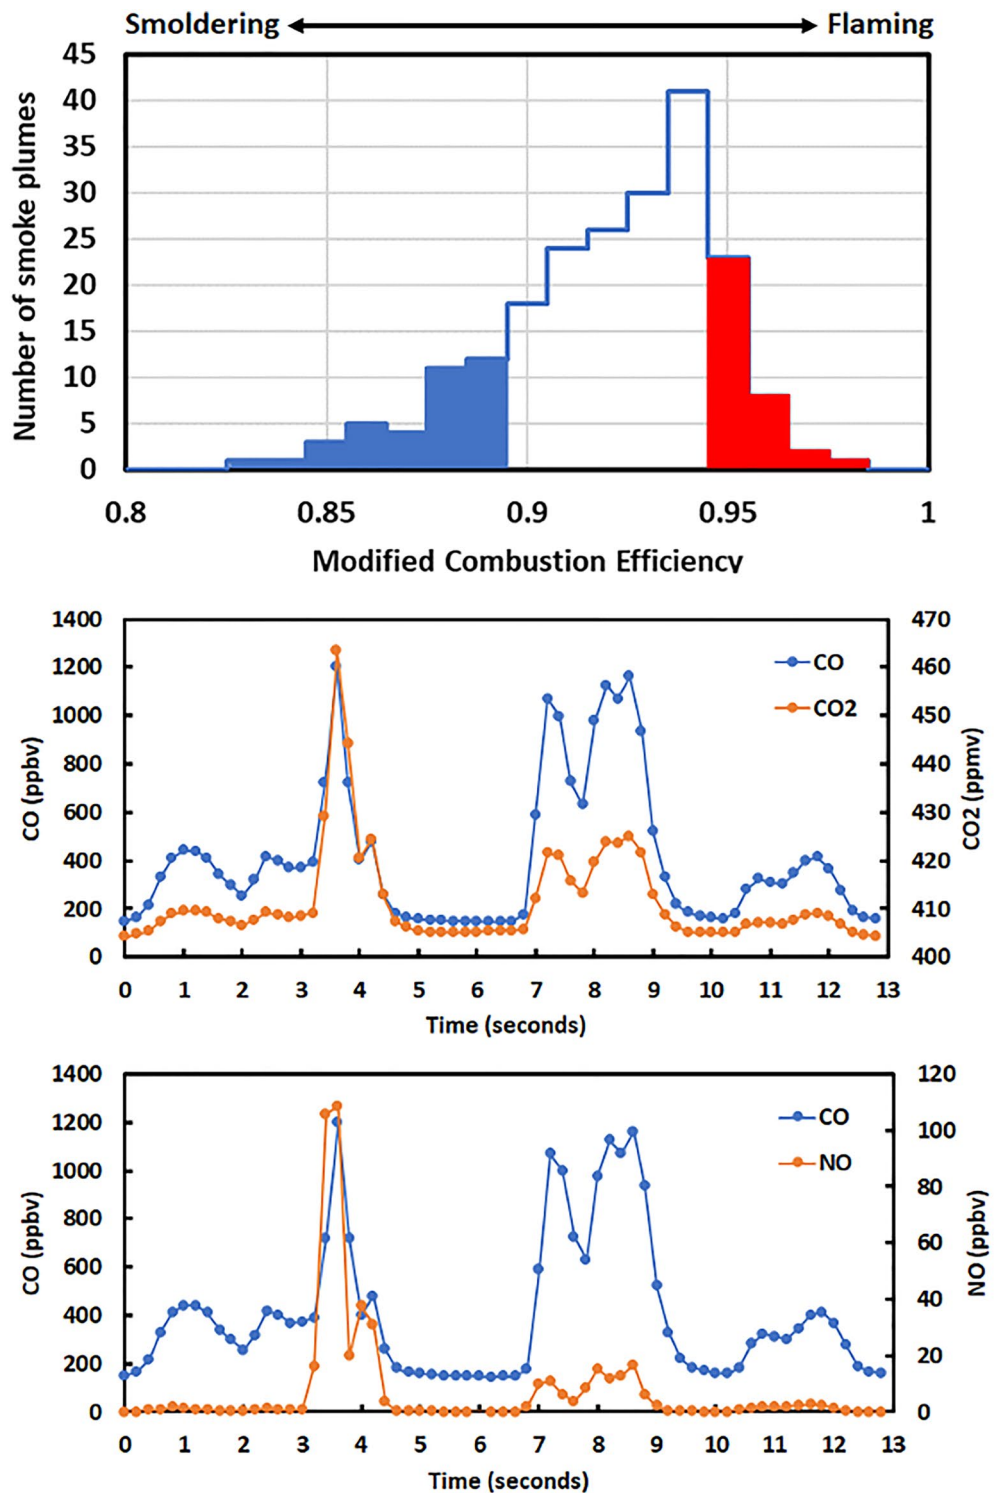 Smoldering Flaming
45
40
35
30
25
20
15
10
5
0
Number of smoke plumes
0.8 0.85 0.9 0.95 1
Modified Combustion Efficiency
1400 470
1200 460
1000 450
800 440
600 430
400 420
200 410
0 400
CO (ppbv)
CO2 (ppmv)
CO
CO2
0 1 2 3 4 5 6 7 8 9 10 11 12 13
Time (seconds)
1400 120
1200 100
1000 80
800 60
600 40
400 20
200 0
0
CO (ppbv)
NO (ppbv)
CO
NO
0 1 2 3 4 5 6 7 8 9 10 11 12 13
Time (seconds)